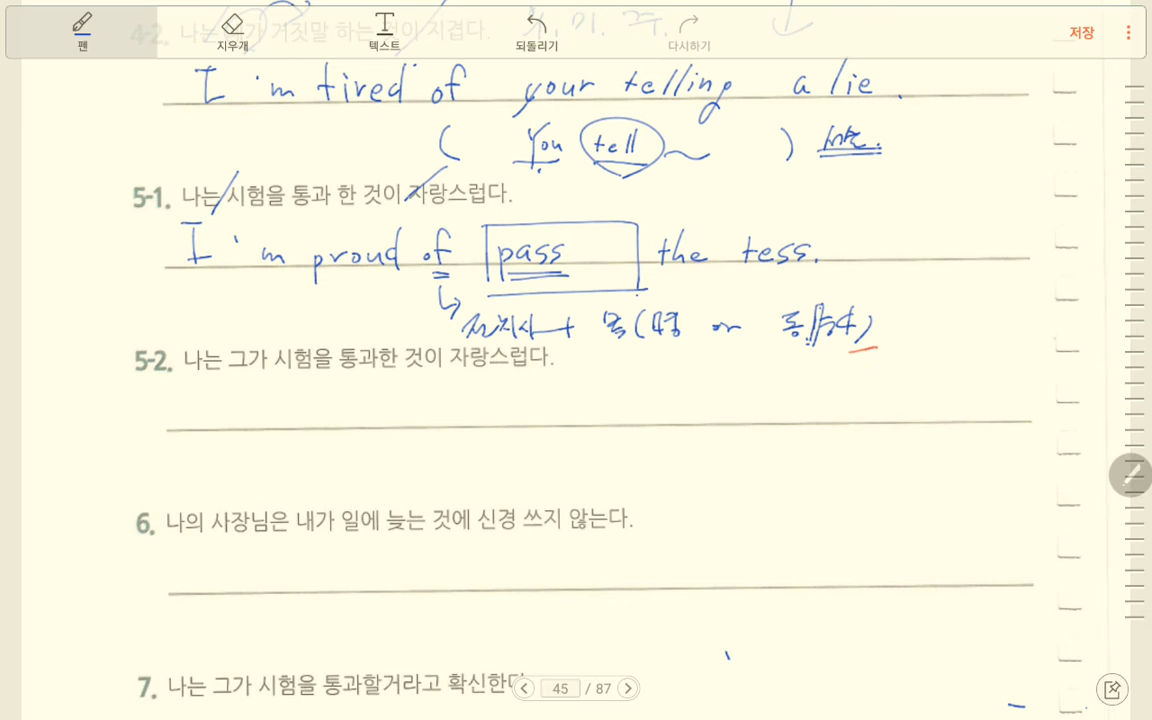 4-2. 나는 네가 거짓말 하는 것이 지겹다.
펜 지우개 텍스트 되돌리기 다시하기 저장
I'm tired of your telling a lie.
( You tell ~ )
5-1. 나는 시험을 통과 한 것이 자랑스럽다.
I'm proud of pass the tess.
전치사 + 목(명 or 동명사)
5-2. 나는 그가 시험을 통과한 것이 자랑스럽다.
6. 나의 사장님은 내가 일에 늦는 것에 신경 쓰지 않는다.
7. 나는 그가 시험을 통과할거라고 확신한다
45 / 87